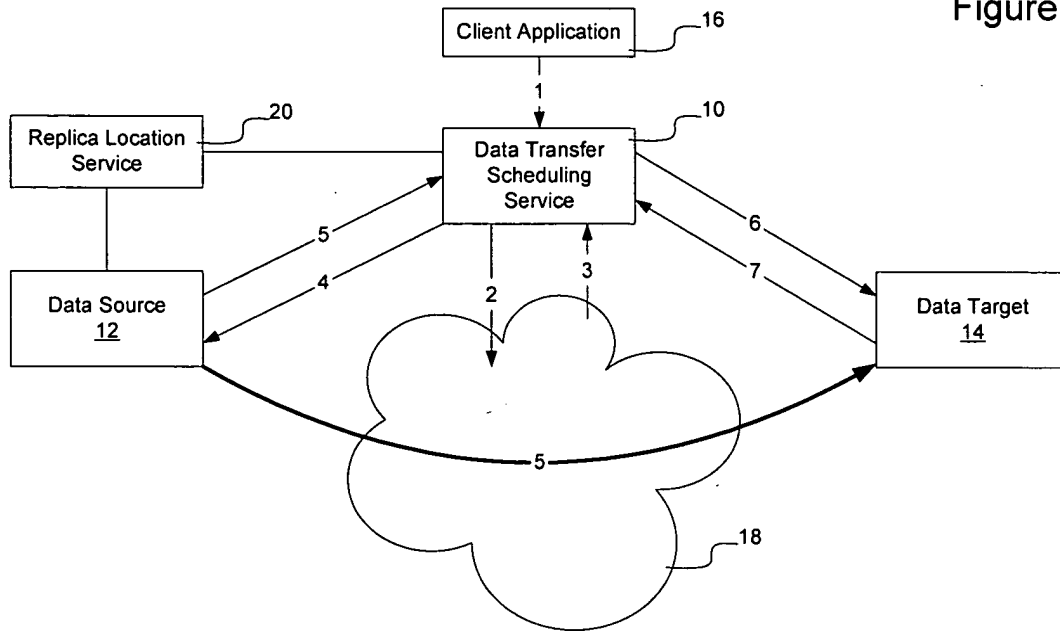 Figure
Client Application
16
1
20
10
Replica Location
Service
Data Transfer
Scheduling
Service
5
6
4
2
3
7
Data Source
12
Data Target
14
5
18